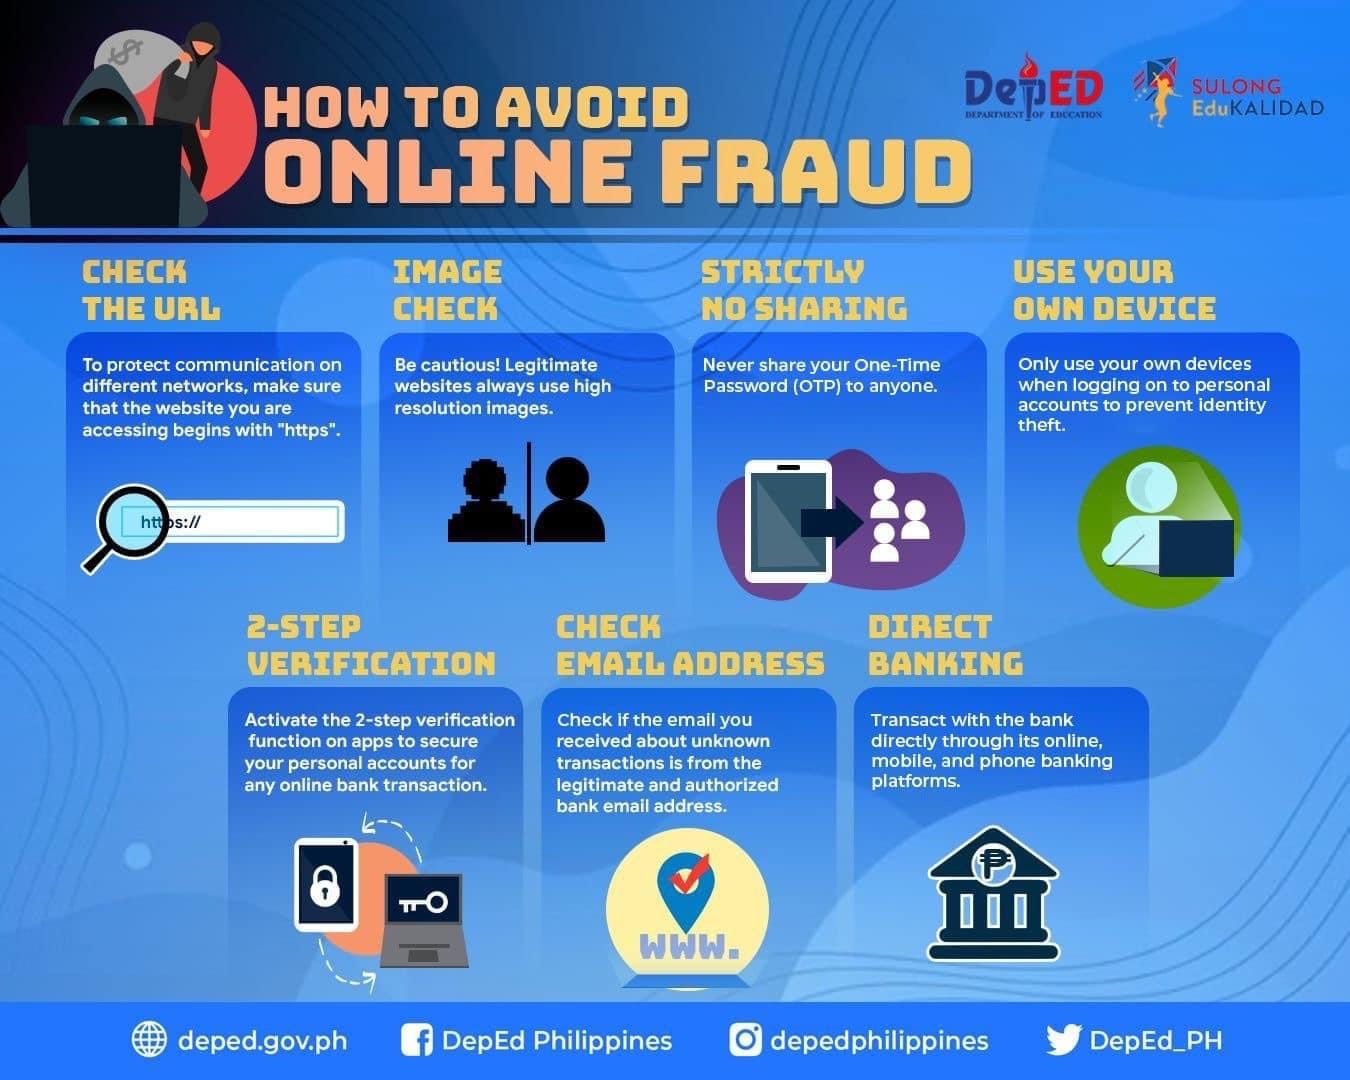 HOW TO AVOID
ONLINE FRAUD
DepED
DEPARTMENT OF EDUCATION
SULONG
EduKALIDAD
$
CHECK
THE URL
To protect communication on
different networks, make sure
that the website you are
accessing begins with "https".
https://
IMAGE
CHECK
Be cautious! Legitimate
websites always use high
resolution images.
STRICTLY
NO SHARING
Never share your One-Time
Password (OTP) to anyone.
USE YOUR
OWN DEVICE
Only use your own devices
when logging on to personal
accounts to prevent identity
theft.
2-STEP
VERIFICATION
Activate the 2-step verification
function on apps to secure
your personal accounts for
any online bank transaction.
CHECK
EMAIL ADDRESS
Check if the email you
received about unknown
transactions is from the
legitimate and authorized
bank email address.
WWW.
DIRECT
BANKING
Transact with the bank
directly through its online,
mobile, and phone banking
platforms.
₱
deped.gov.ph
DepEd Philippines
depedphilippines
DepEd_PH